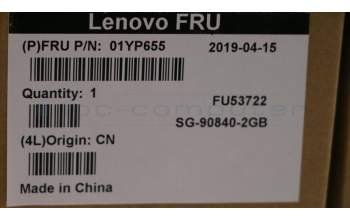 Lenovo FRU
(P)FRU P/N: 01YP655
2019-04-15
Quantity: 1
FU53722
SG-90840-2GB
(4L)Origin: CN
Made in China